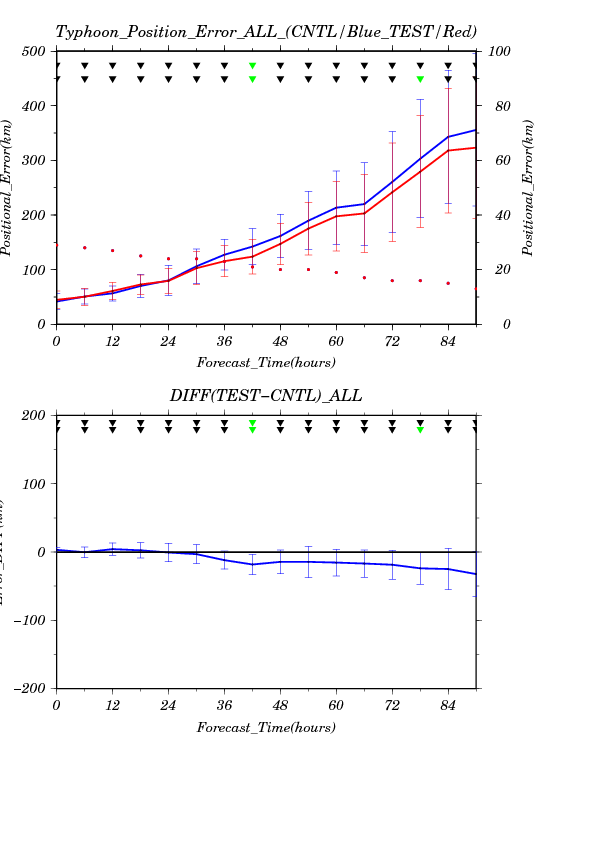 Typhoon_Position_Error_ALL_(CNTL/Blue_TEST/Red)
500 100
400 80
300 60
200 40
100 20
0 0
Positional_Error(km)
Positional_Error(km)
0 12 24 36 48 60 72 84
Forecast_Time(hours)
DIFF(TEST−CNTL)_ALL
200
100
0
−100
−200
0 12 24 36 48 60 72 84
Forecast_Time(hours)